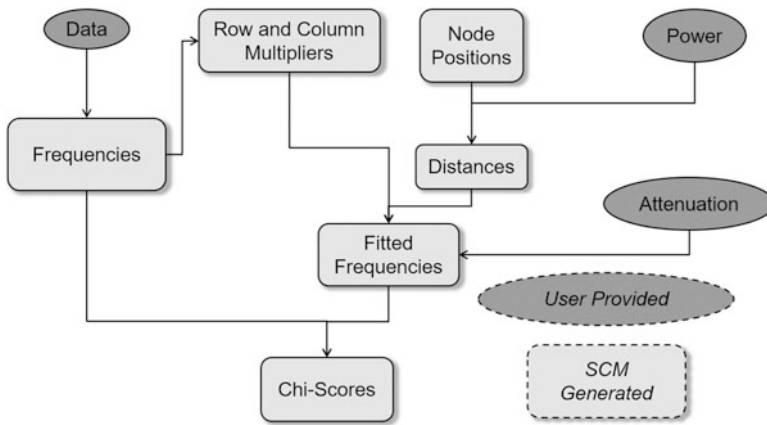 Data
Row and Column
Multipliers
Node
Positions
Power
Frequencies
Distances
Attenuation
Fitted
Frequencies
User Provided
Chi-Scores
SCM
Generated